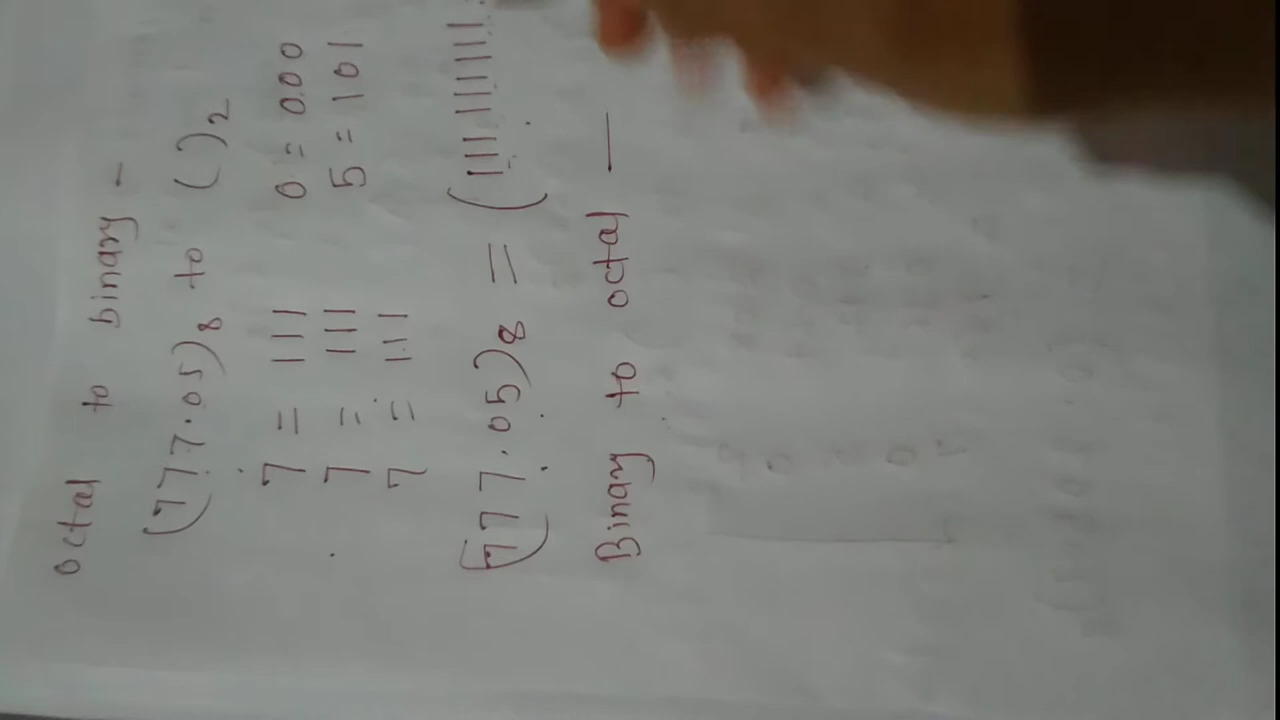 octal to binary -
(777.05)8 to ( )2
7 = 111 0 = 000
7 = 111 5 = 101
7 = 111
(777.05)8 = (111 111 111.
Binary to octal —